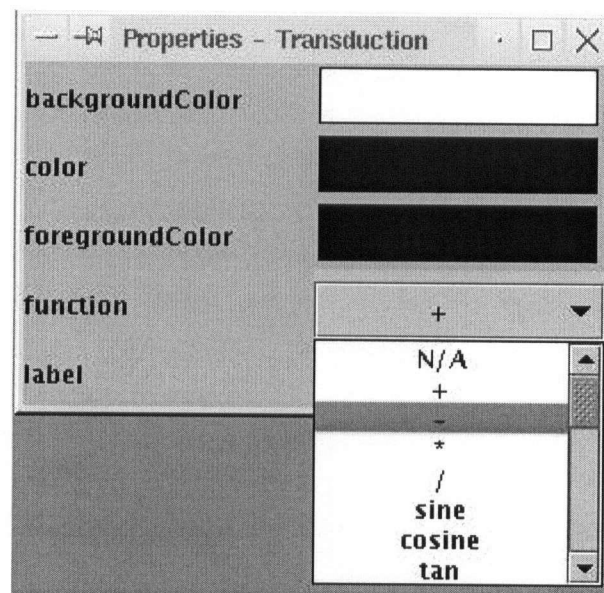 Properties - Transduction
backgroundColor
color
foregroundColor
function +
label
N/A
+
-
*
/
sine
cosine
tan